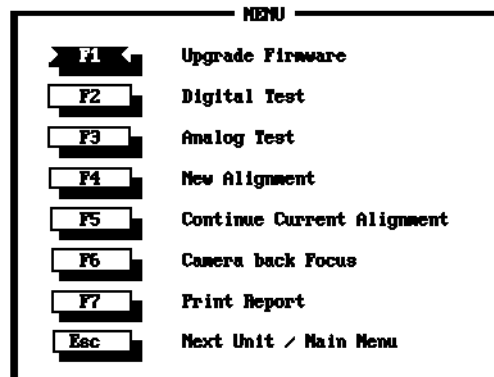 MENU
F1 Upgrade Firmware
F2 Digital Test
F3 Analog Test
F4 New Alignment
F5 Continue Current Alignment
F6 Camera back Focus
F7 Print Report
Esc Next Unit / Main Menu